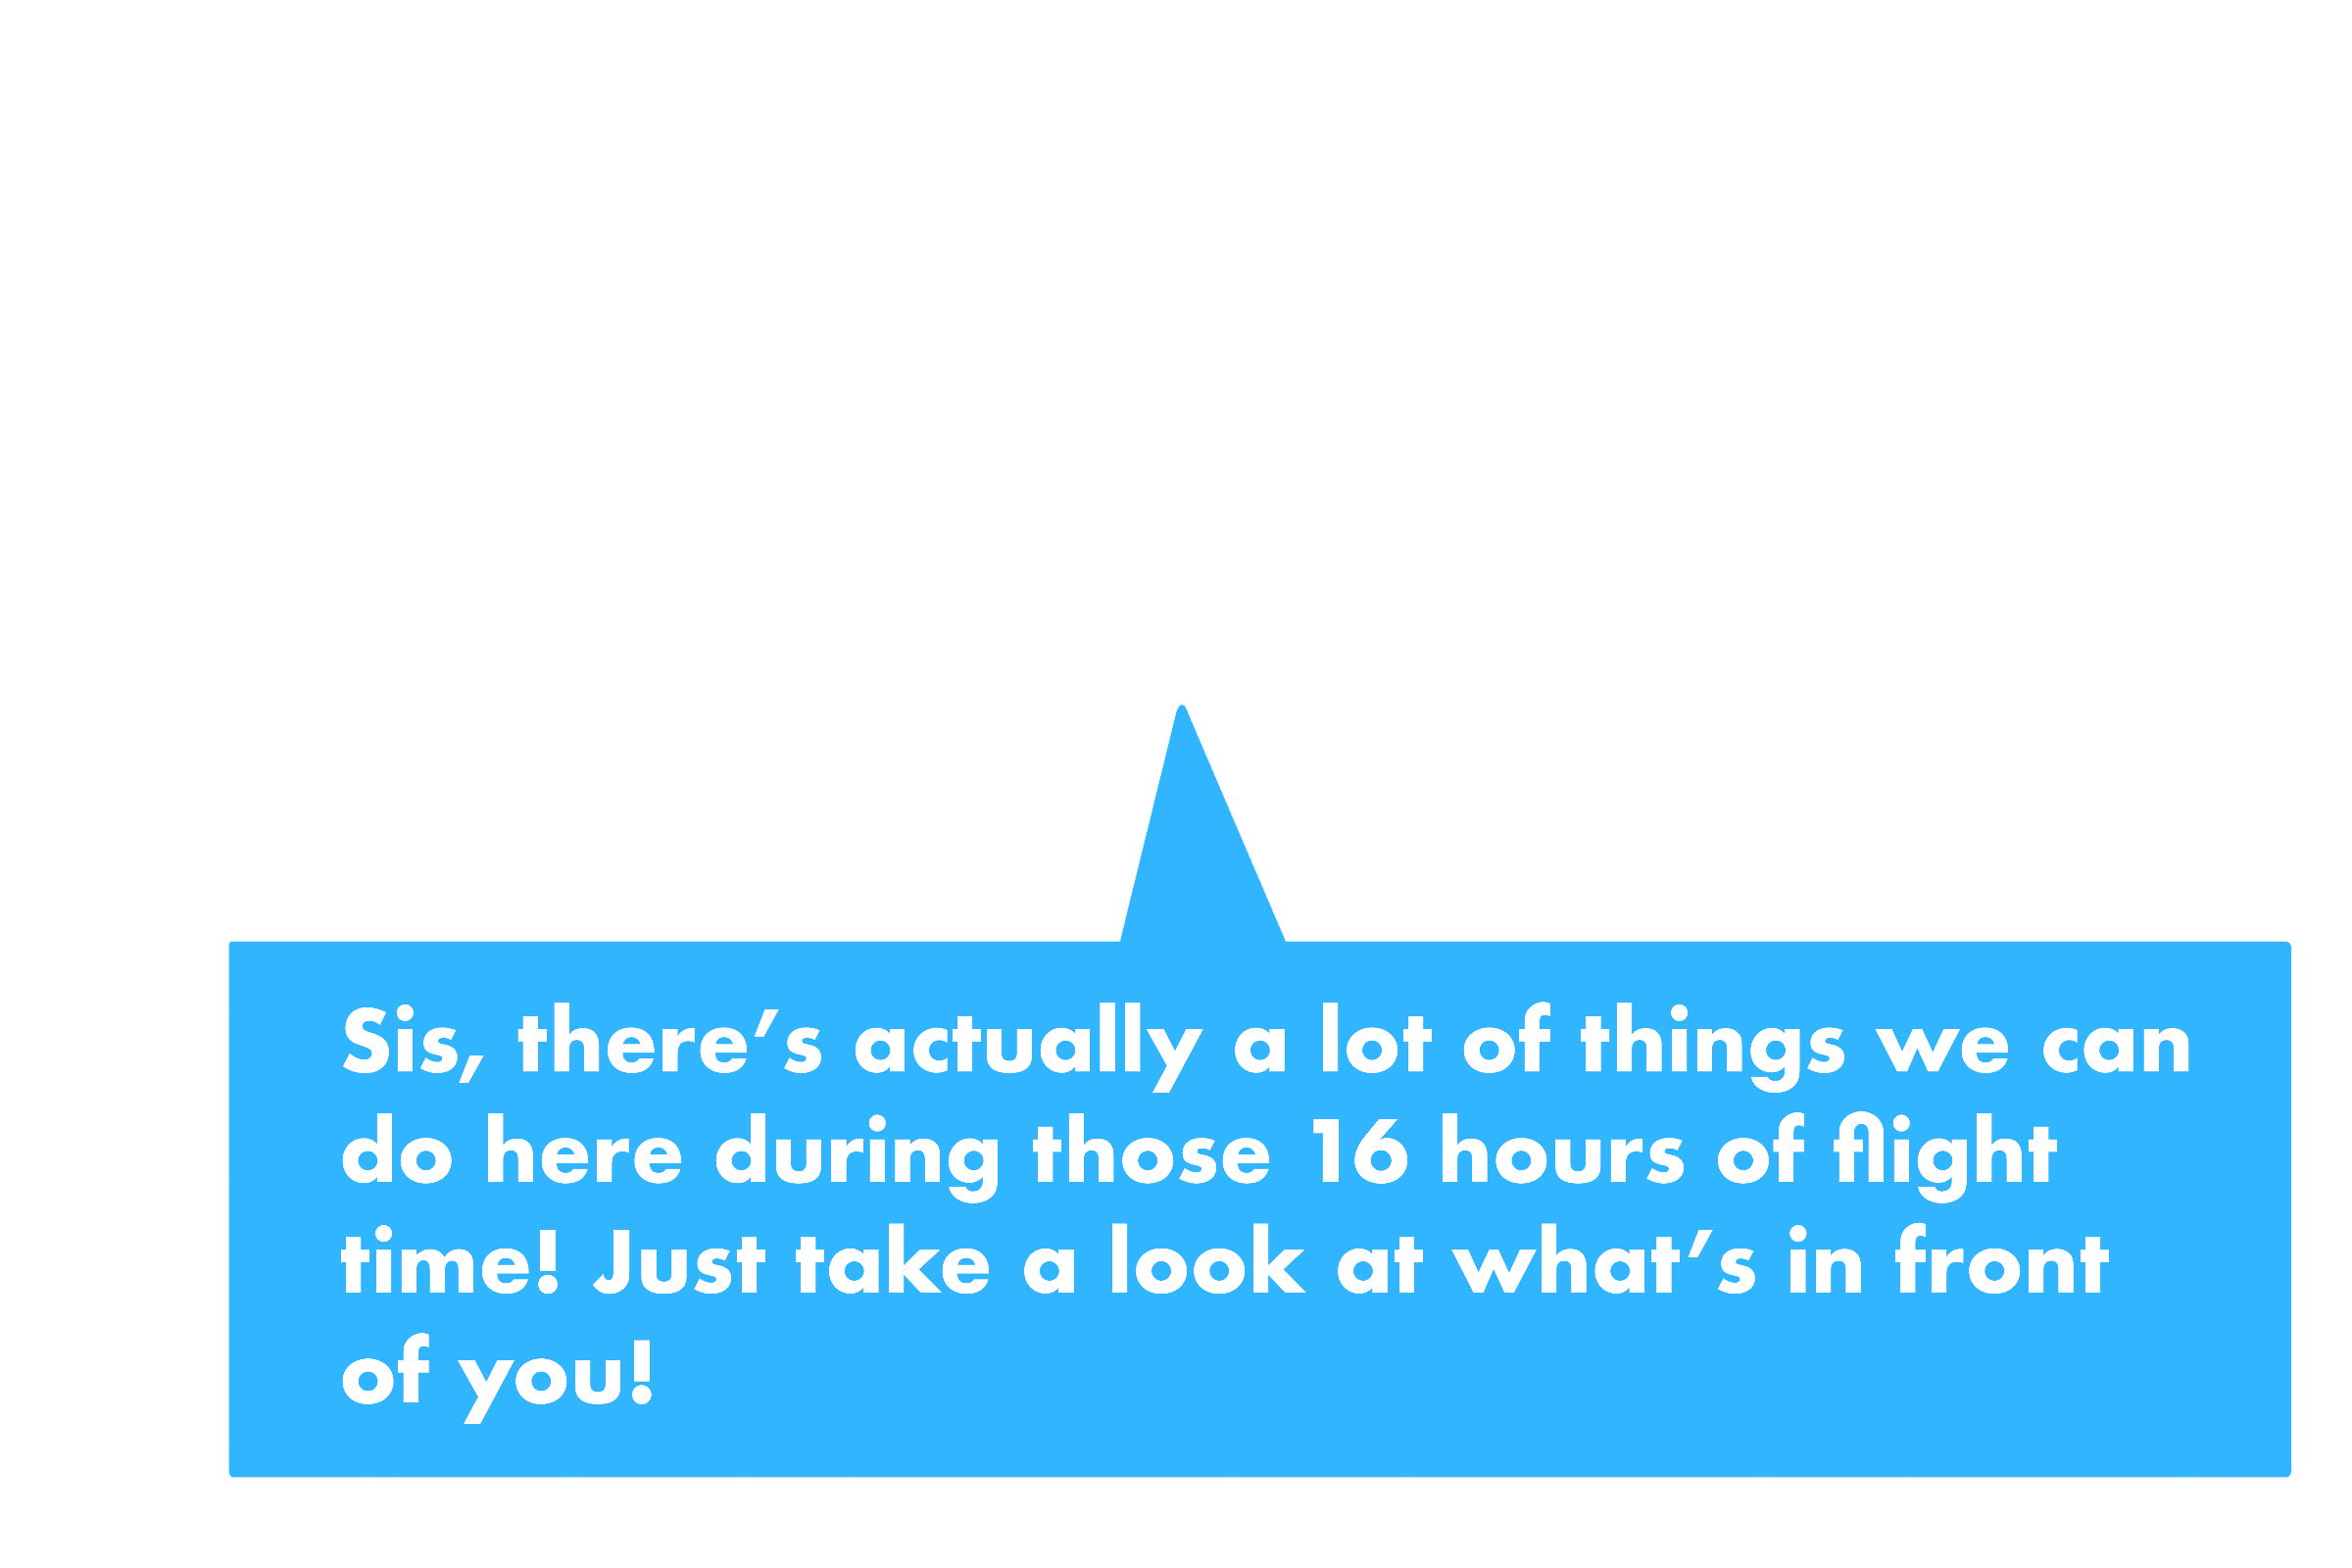 Sis, there’s actually a lot of things we can
do here during those 16 hours of flight
time! Just take a look at what’s in front
of you!